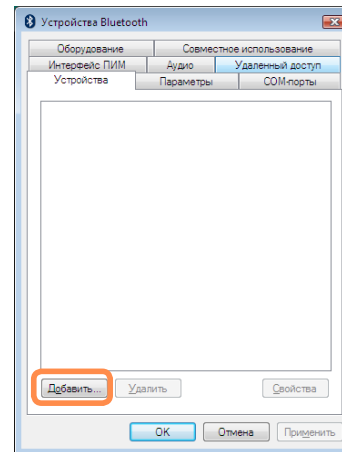 Устройства Bluetooth
Оборудование Совместное использование
Интерфейс ПИМ Аудио Удаленный доступ
Устройства Параметры COM-порты
Добавить... Удалить Свойства
OK Отмена Применить